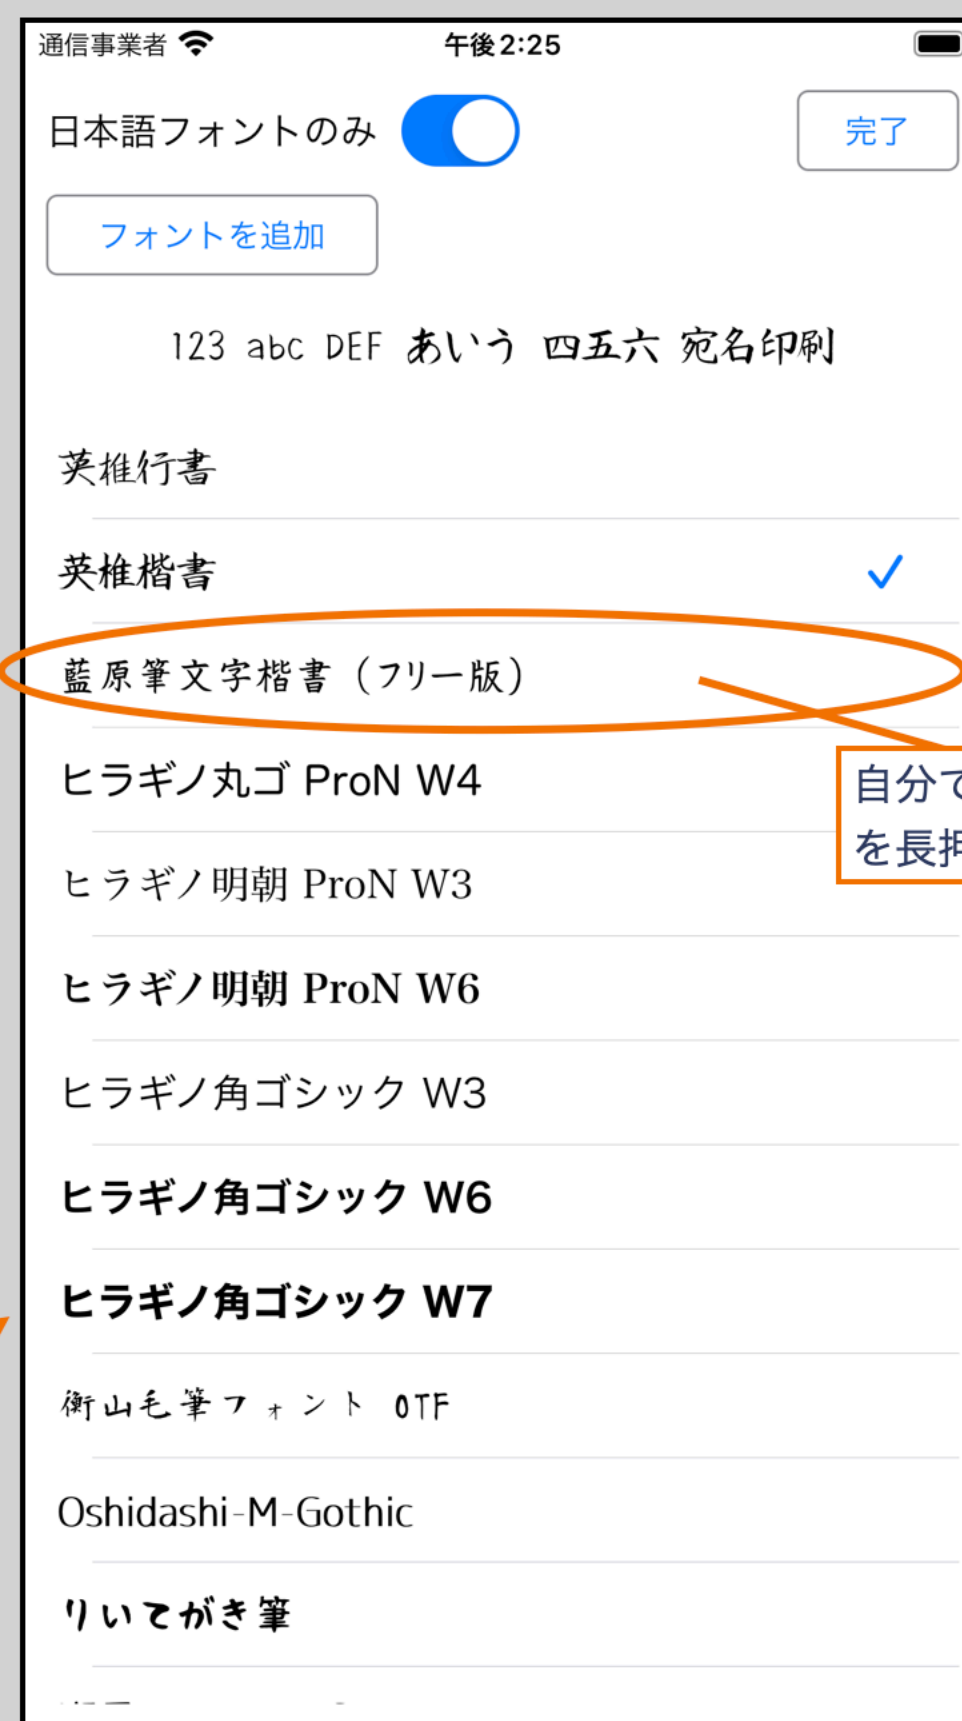 通信事業者 午後2:25
日本語フォントのみ 完了
フォントを追加
123 abc DEF あいう 四五六 宛名印刷
英椎行書
英椎楷書
藍原筆文字楷書（フリー版）
ヒラギノ丸ゴ ProN W4
自分で
を長押
ヒラギノ明朝 ProN W3
ヒラギノ明朝 ProN W6
ヒラギノ角ゴシック W3
ヒラギノ角ゴシック W6
ヒラギノ角ゴシック W7
衡山毛筆フォント OTF
Oshidashi-M-Gothic
りいてがき筆